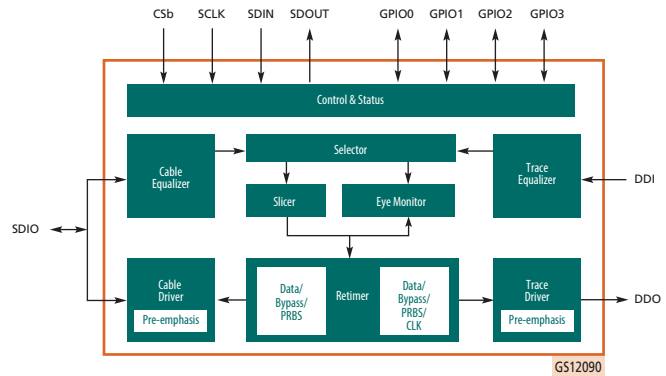 CSb SCLK SDIN SDOUT GPIO0 GPIO1 GPIO2 GPIO3
Control & Status
Cable
Equalizer
Selector
Trace
Equalizer
Slicer
Eye Monitor
DDI
SDIO
Cable
Driver
Pre-emphasis
Data/
Bypass/
PRBS
Retimer
Data/
Bypass/
PRBS/
CLK
Trace
Driver
Pre-emphasis
DDO
GS12090